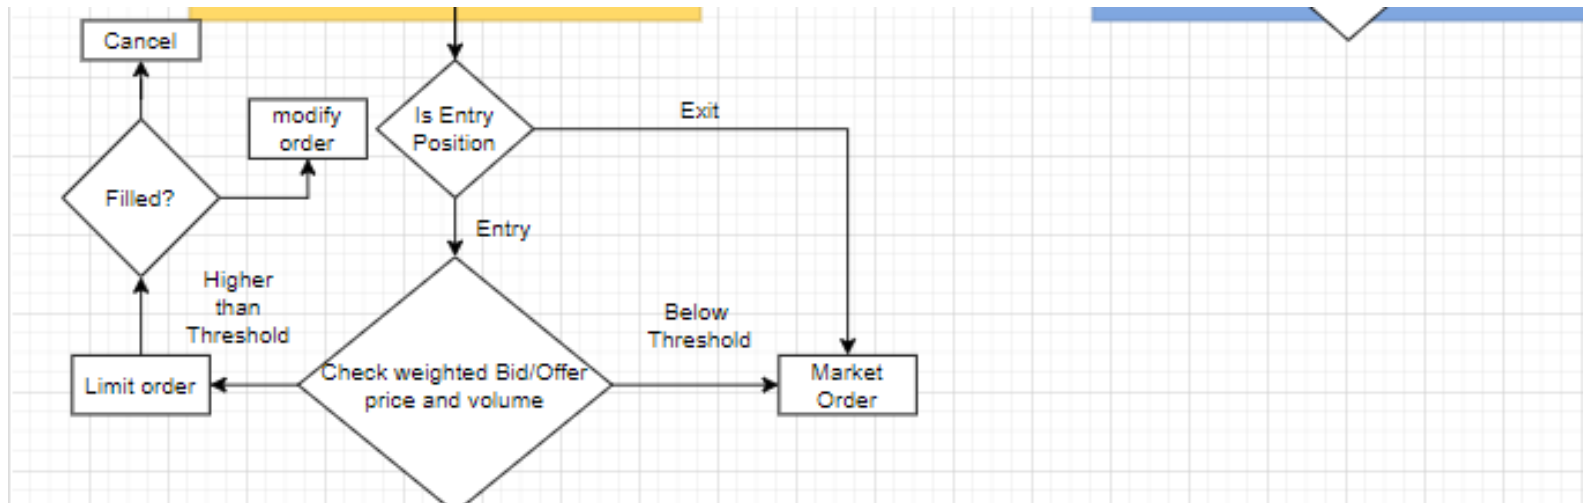 Cancel
modify
order
Is Entry
Position
Exit
Filled?
Entry
Higher
than
Threshold
Below
Threshold
Limit order
Check weighted Bid/Offer
price and volume
Market
Order